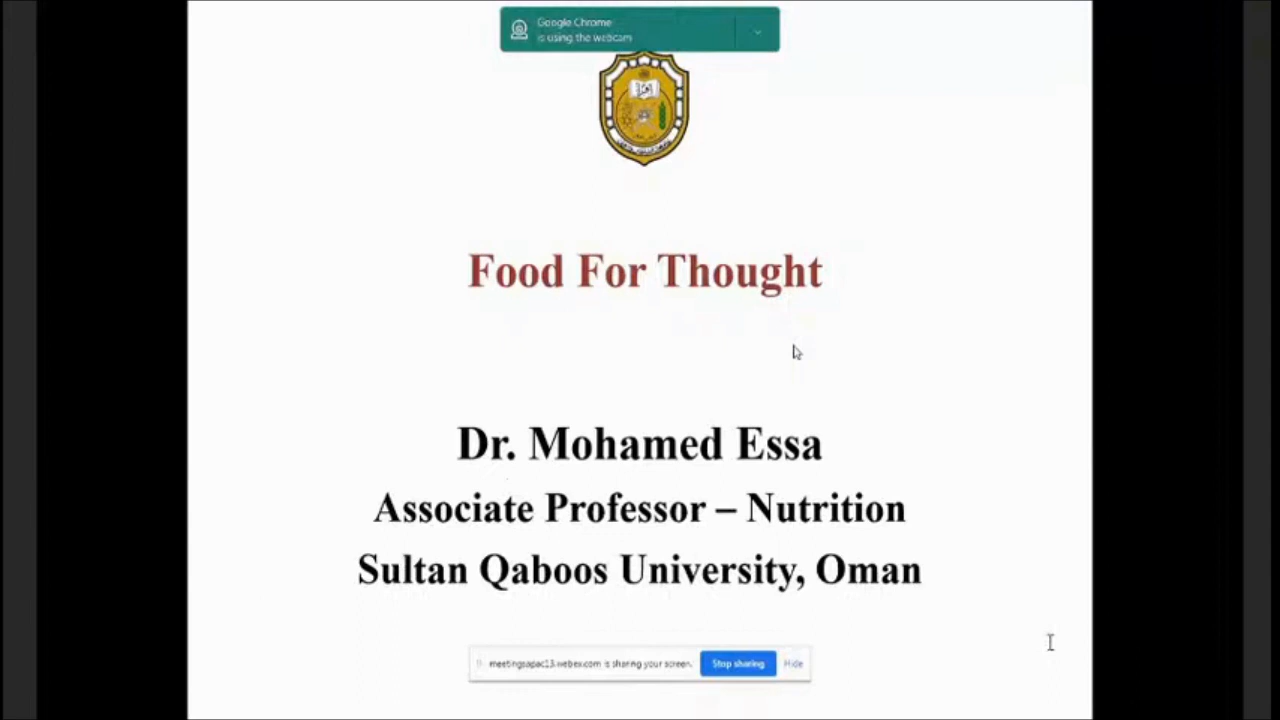 Google Chrome
is using the webcam
Food For Thought
Dr. Mohamed Essa
Associate Professor – Nutrition
Sultan Qaboos University, Oman
meetingsapac13.webex.com is sharing your screen. Stop sharing Hide